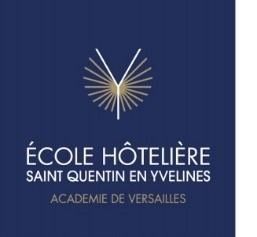 ÉCOLE HÔTELIÈRE
SAINT QUENTIN EN YVELINES
ACADEMIE DE VERSAILLES